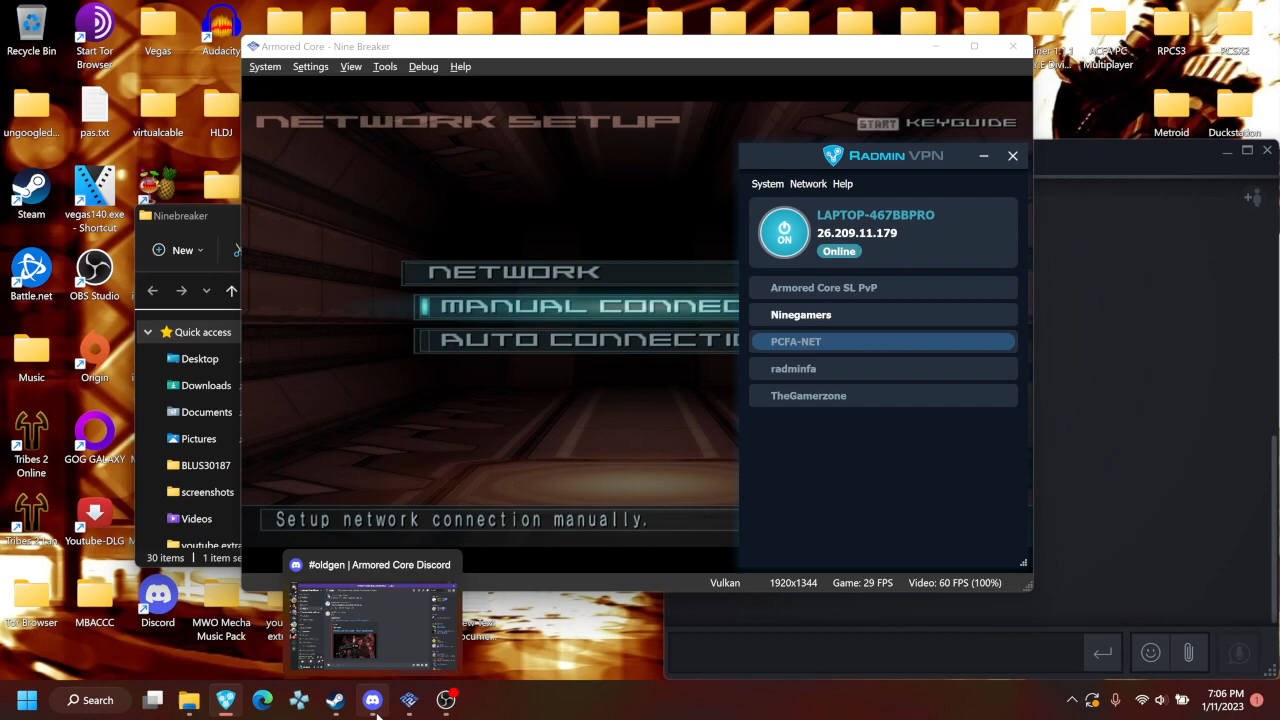 Recycle Bin
Start Tor
Browser
Vegas
Audacity
RPCS3
PCSX2
ACFA PC
Multiplayer
Armored Core - Nine Breaker
System Settings View Tools Debug Help
NETWORK SETUP
START KEYGUIDE
NETWORK
MANUAL CONNEC
AUTO CONNECTI
Setup network connection manually.
Vulkan 1920x1344 Game: 29 FPS Video: 60 FPS (100%)
RADMIN VPN
System Network Help
ON
LAPTOP-467BBPRO
26.209.11.179
Online
Armored Core SL PvP
Ninegamers
PCFA-NET
radminfa
TheGamerzone
ungoogled...
pas.txt
virtualcable
HLDJ
Metroid
Duckstation
Steam
vegas140.exe
- Shortcut
Battle.net
OBS Studio
Music
Origin
Tribes 2
Online
GOG GALAXY
Youtube-DLG
Tor Browser
MBACCC
Discord
MWO Mecha
Music Pack
Ninebreaker
New
Quick access
Desktop
Downloads
Documents
Pictures
BLUS30187
screenshots
Videos
youtube extra
30 items 1 item se
#oldgen | Armored Core Discord
Search
7:06 PM
1/11/2023
1